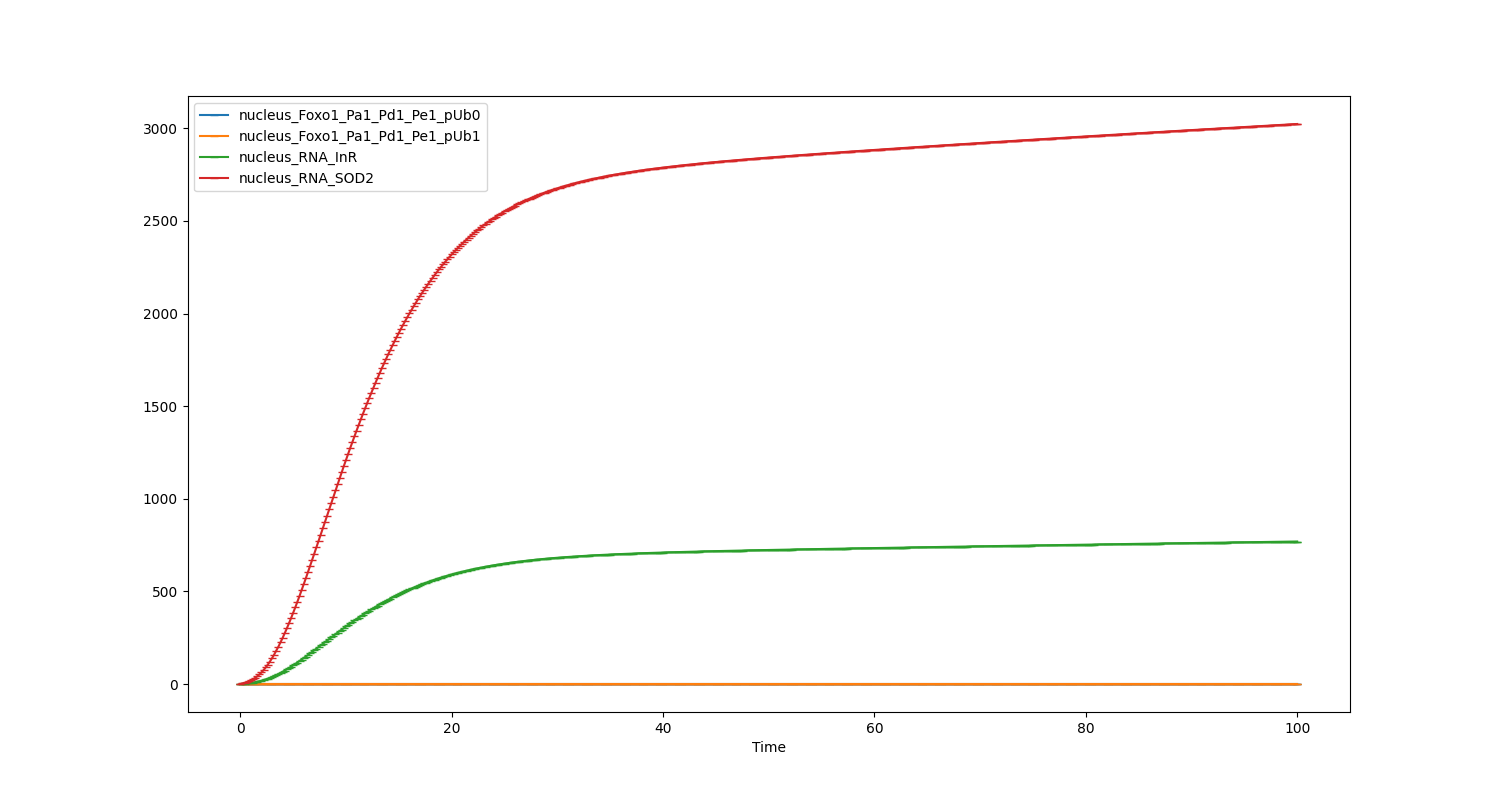 nucleus_Foxo1_Pa1_Pd1_Pe1_pUb0
nucleus_Foxo1_Pa1_Pd1_Pe1_pUb1
nucleus_RNA_InR
nucleus_RNA_SOD2
3000
2500
2000
1500
1000
500
0
0 20 40 60 80 100
Time